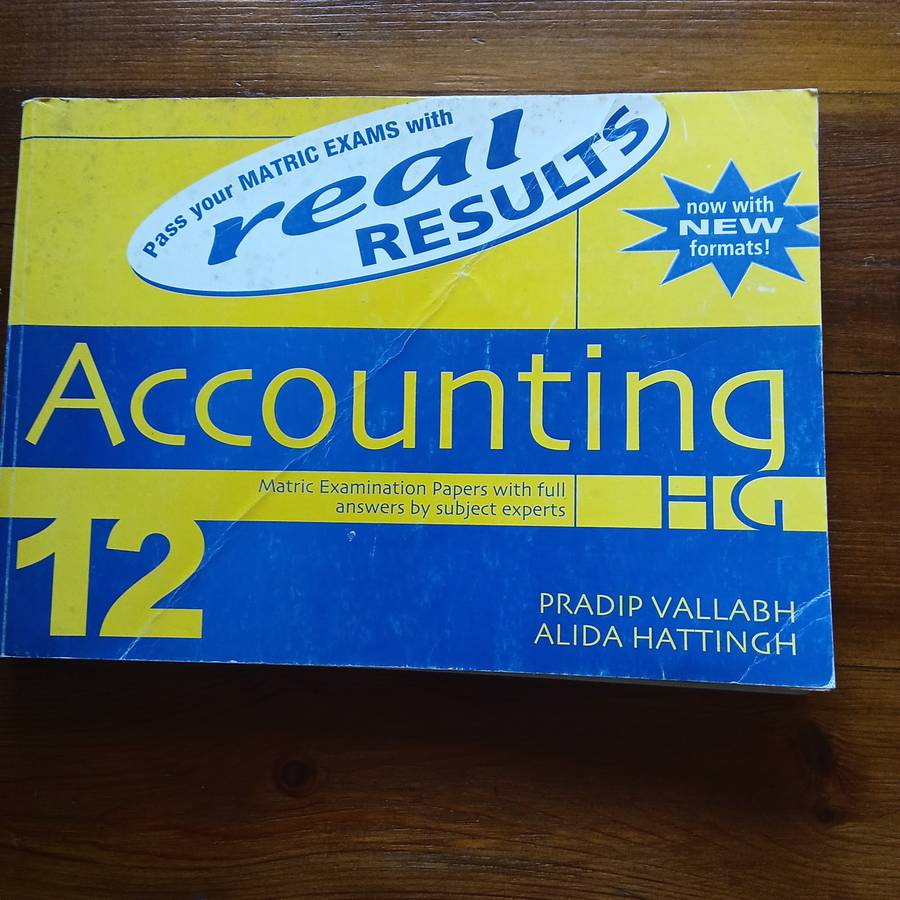 Pass your MATRIC EXAMS with
real
RESULTS
now with
NEW
formats!
Accounting
HG
Matric Examination Papers with full
answers by subject experts
12
PRADIP VALLABH
ALIDA HATTINGH